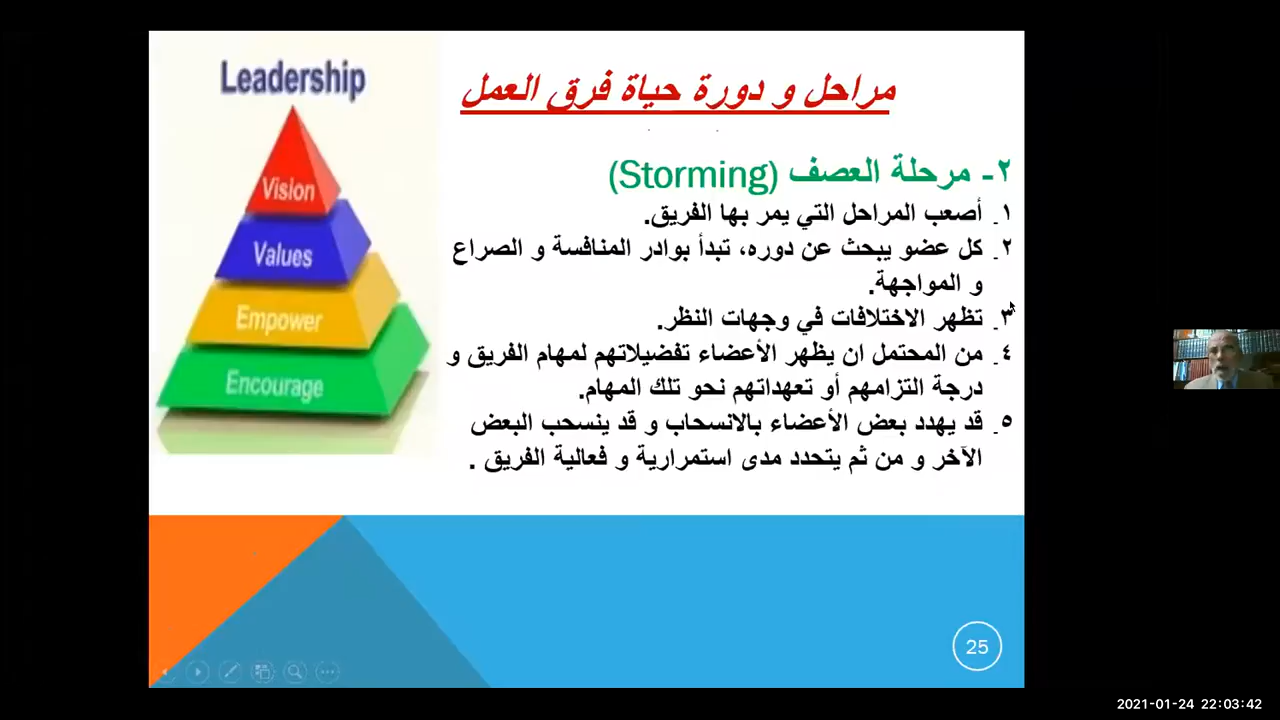 Leadership
Vision
Values
Empower
Encourage
مراحل و دورة حياة فرق العمل
٢- مرحلة العصف (Storming)
١. أصعب المراحل التي يمر بها الفريق.
٢. كل عضو يبحث عن دوره، تبدأ بوادر المنافسة و الصراع
و المواجهة.
٣. تظهر الاختلافات في وجهات النظر.
٤. من المحتمل ان يظهر الأعضاء تفضيلاتهم لمهام الفريق و
درجة التزامهم أو تعهداتهم نحو تلك المهام.
٥. قد يهدد بعض الأعضاء بالانسحاب و قد ينسحب البعض
الآخر و من ثم يتحدد مدى استمرارية و فعالية الفريق .
25
2021-01-24 22:03:42